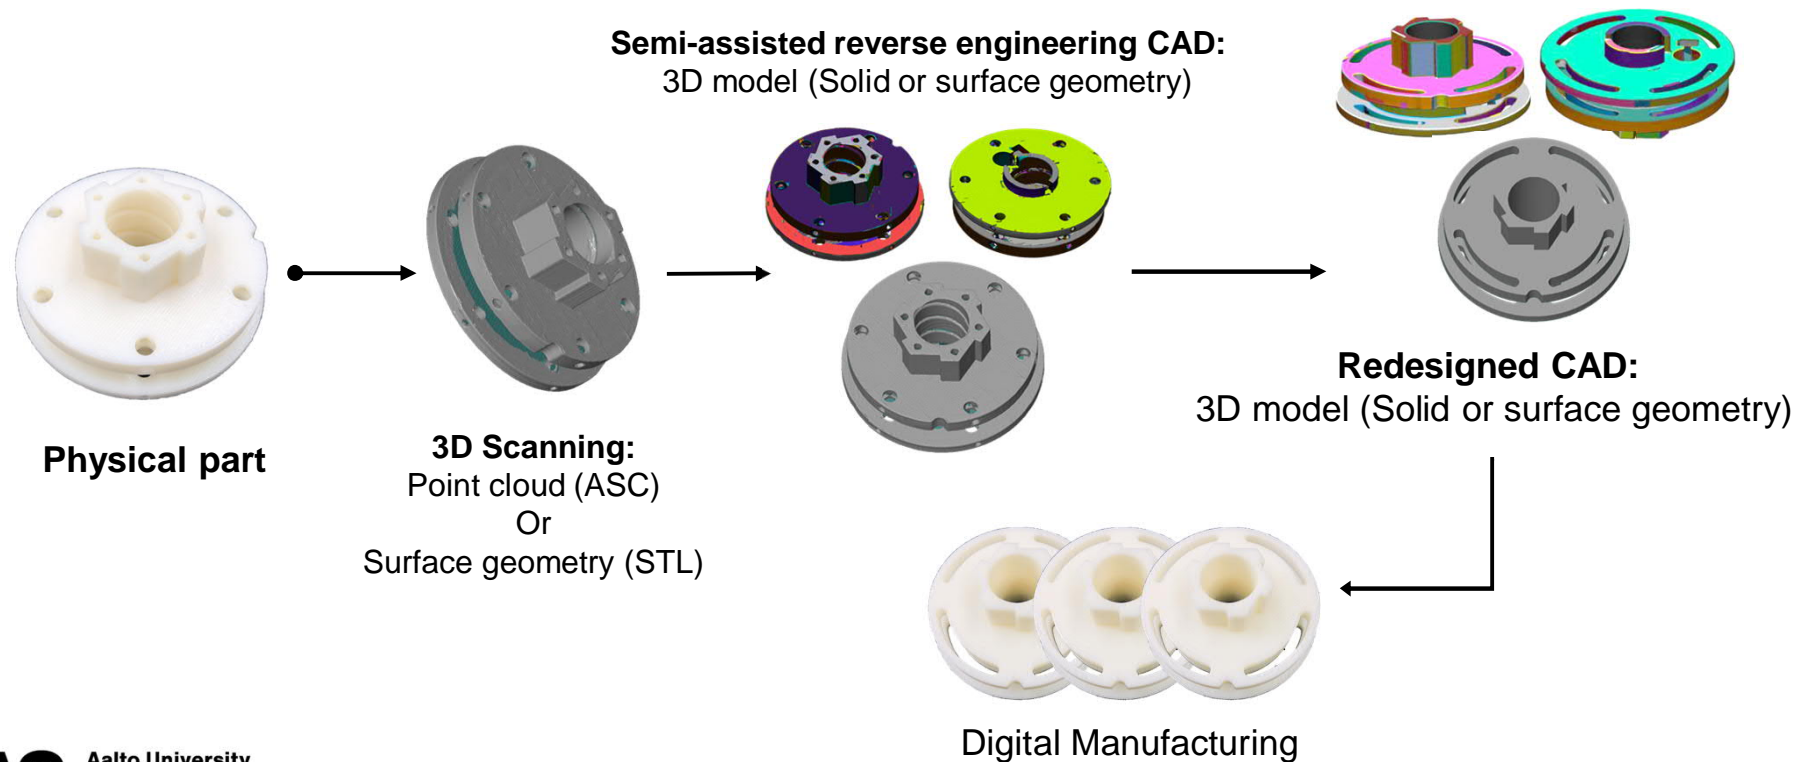 Semi-assisted reverse engineering CAD:
3D model (Solid or surface geometry)
Physical part
3D Scanning:
Point cloud (ASC)
Or
Surface geometry (STL)
Redesigned CAD:
3D model (Solid or surface geometry)
Digital Manufacturing
Aalto University